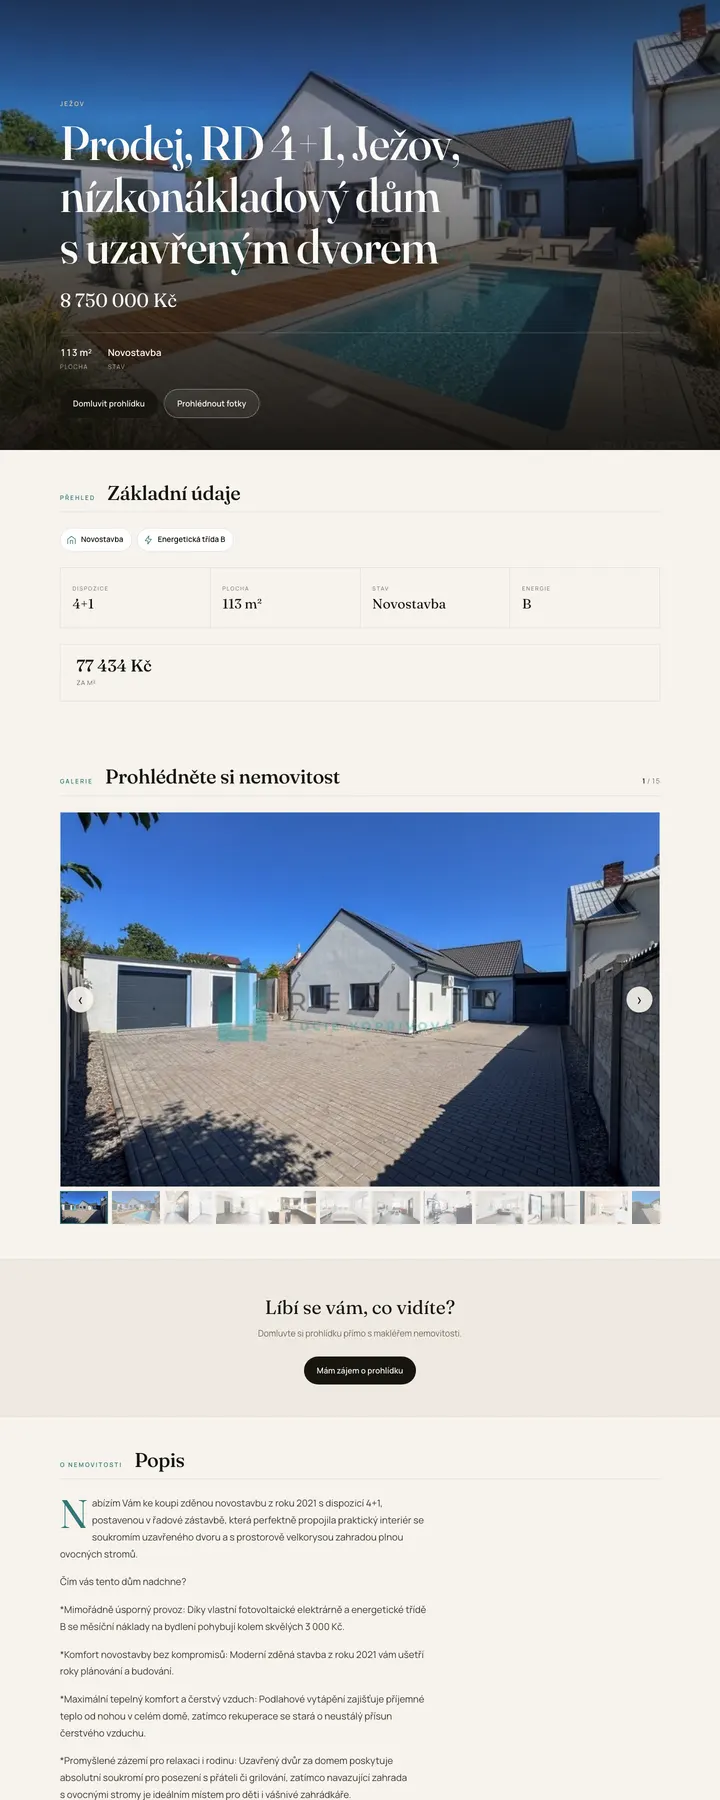 JEŽOV
Prodej, RD 4+1, Ježov,
nízkonákladový dům
s uzavřeným dvorem
8 750 000 Kč
113 m² Novostavba
PLOCHA STAV
Domluvit prohlídku Prohlédnout fotky
PŘEHLED Základní údaje
Novostavba Energetická třída B
DISPOZICE PLOCHA STAV ENERGIE
4+1 113 m² Novostavba B
77 434 Kč
ZA M²
GALERIE Prohlédněte si nemovitost 1 / 15
REALITY
LUCIE KOPŘIVOVÁ
Líbí se vám, co vidíte?
Domluvte si prohlídku přímo s makléřem nemovitosti.
Mám zájem o prohlídku
O NEMOVITOSTI Popis
Nabízím Vám ke koupi zděnou novostavbu z roku 2021 s dispozicí 4+1,
postavenou v řadové zástavbě, která perfektně propojila praktický interiér se
soukromím uzavřeného dvoru a s prostorově velkorysou zahradou plnou
ovocných stromů.
Čím vás tento dům nadchne?
*Mimořádně úsporný provoz: Díky vlastní fotovoltaické elektrárně a energetické třídě
B se měsíční náklady na bydlení pohybují kolem skvělých 3 000 Kč.
*Komfort novostavby bez kompromisů: Moderní zděná stavba z roku 2021 vám ušetří
roky plánování a budování.
*Maximální tepelný komfort a čerstvý vzduch: Podlahové vytápění zajišťuje příjemné
teplo od nohou v celém domě, zatímco rekuperace se stará o neustálý přísun
čerstvého vzduchu.
*Promyšlené zázemí pro relaxaci i rodinu: Uzavřený dvůr za domem poskytuje
absolutní soukromí pro posezení s přáteli či grilování, zatímco navazující zahrada
s ovocnými stromy je ideálním místem pro děti i vášnivé zahrádkáře.